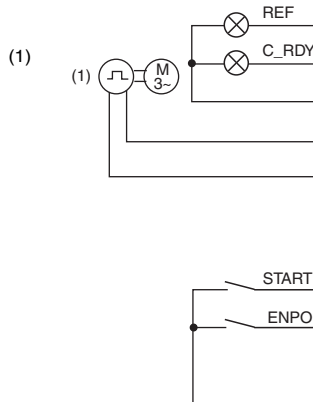 REF
(1)
C_RDY
(1)
M
3~
START
ENPO